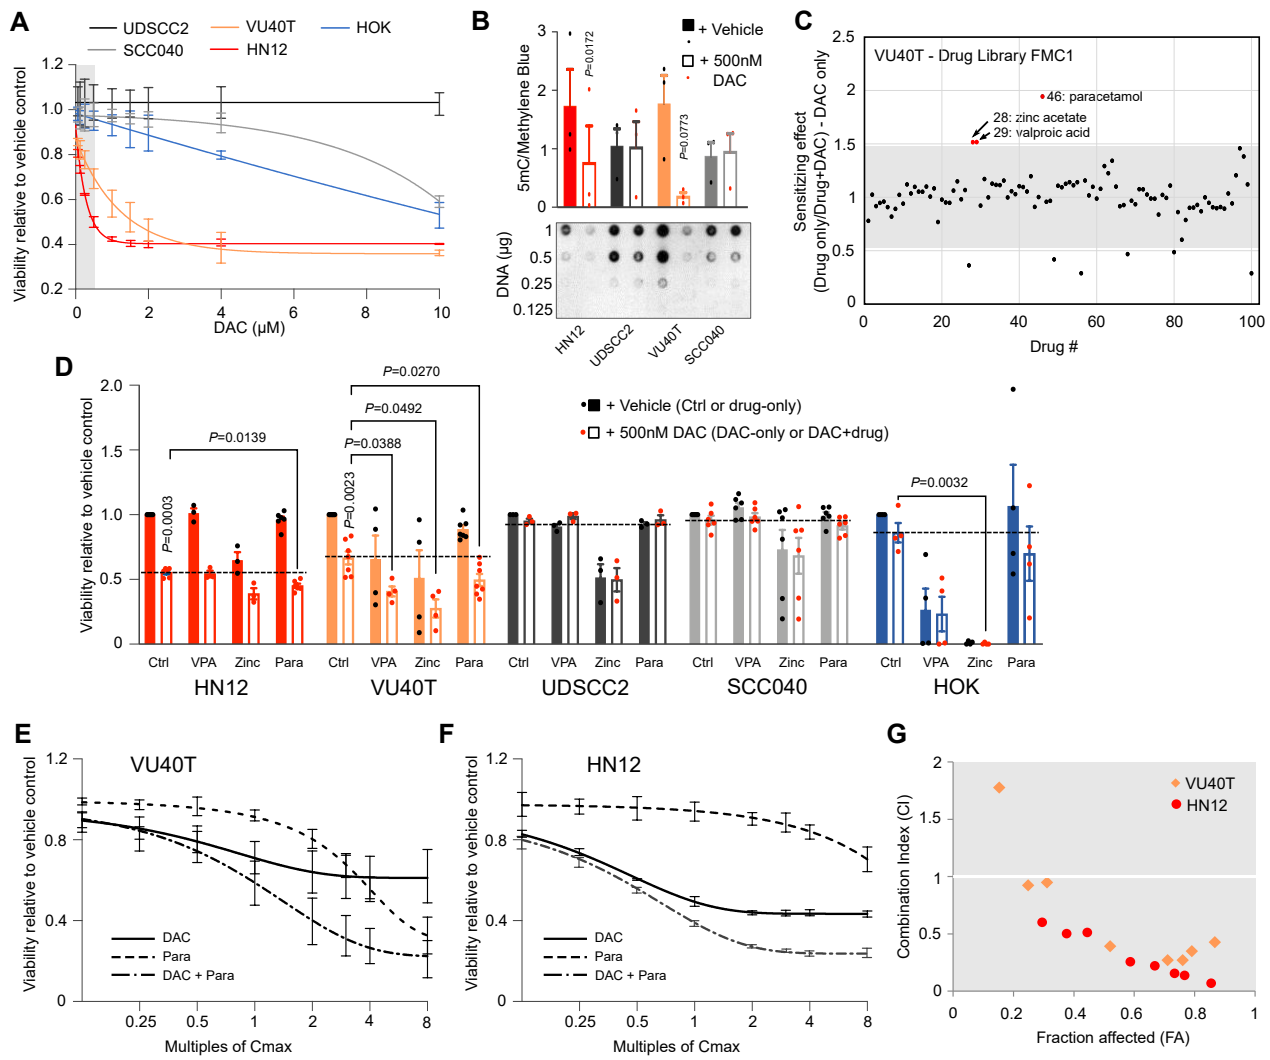 A
UDSCC2
VU40T
HOK
SCC040
HN12
Viability relative to vehicle control
1.2
1.0
0.8
0.6
0.4
0.2
0
2
4
6
8
10
DAC (µM)
B
+ Vehicle
+ 500nM
DAC
5mC/Methylene Blue
3
2
1
0
P=0.0172
P=0.0773
DNA (µg)
1
0.5
0.25
0.125
HN12
UDSCC2
VU40T
SCC040
C
VU40T - Drug Library FMC1
46: paracetamol
28: zinc acetate
29: valproic acid
Sensitizing effect
(Drug only/Drug+DAC) - DAC only
2.5
2
1.5
1
0.5
0
0
20
40
60
80
100
Drug #
D
Viability relative to vehicle control
2.0
1.5
1.0
0.5
0
+ Vehicle (Ctrl or drug-only)
+ 500nM DAC (DAC-only or DAC+drug)
P=0.0003
P=0.0139
P=0.0023
P=0.0388
P=0.0492
P=0.0270
P=0.0032
Ctrl VPA Zinc Para
Ctrl VPA Zinc Para
Ctrl VPA Zinc Para
Ctrl VPA Zinc Para
Ctrl VPA Zinc Para
HN12
VU40T
UDSCC2
SCC040
HOK
E
VU40T
Viability relative to vehicle control
1.2
0.8
0.4
0
DAC
Para
DAC + Para
0.25
0.5
1
2
4
8
Multiples of Cmax
F
HN12
Viability relative to vehicle control
1.2
0.8
0.4
0
DAC
Para
DAC + Para
0.25
0.5
1
2
4
8
Multiples of Cmax
G
VU40T
HN12
Combination Index (CI)
2
1.5
1
0.5
0
0
0.2
0.4
0.6
0.8
1
Fraction affected (FA)